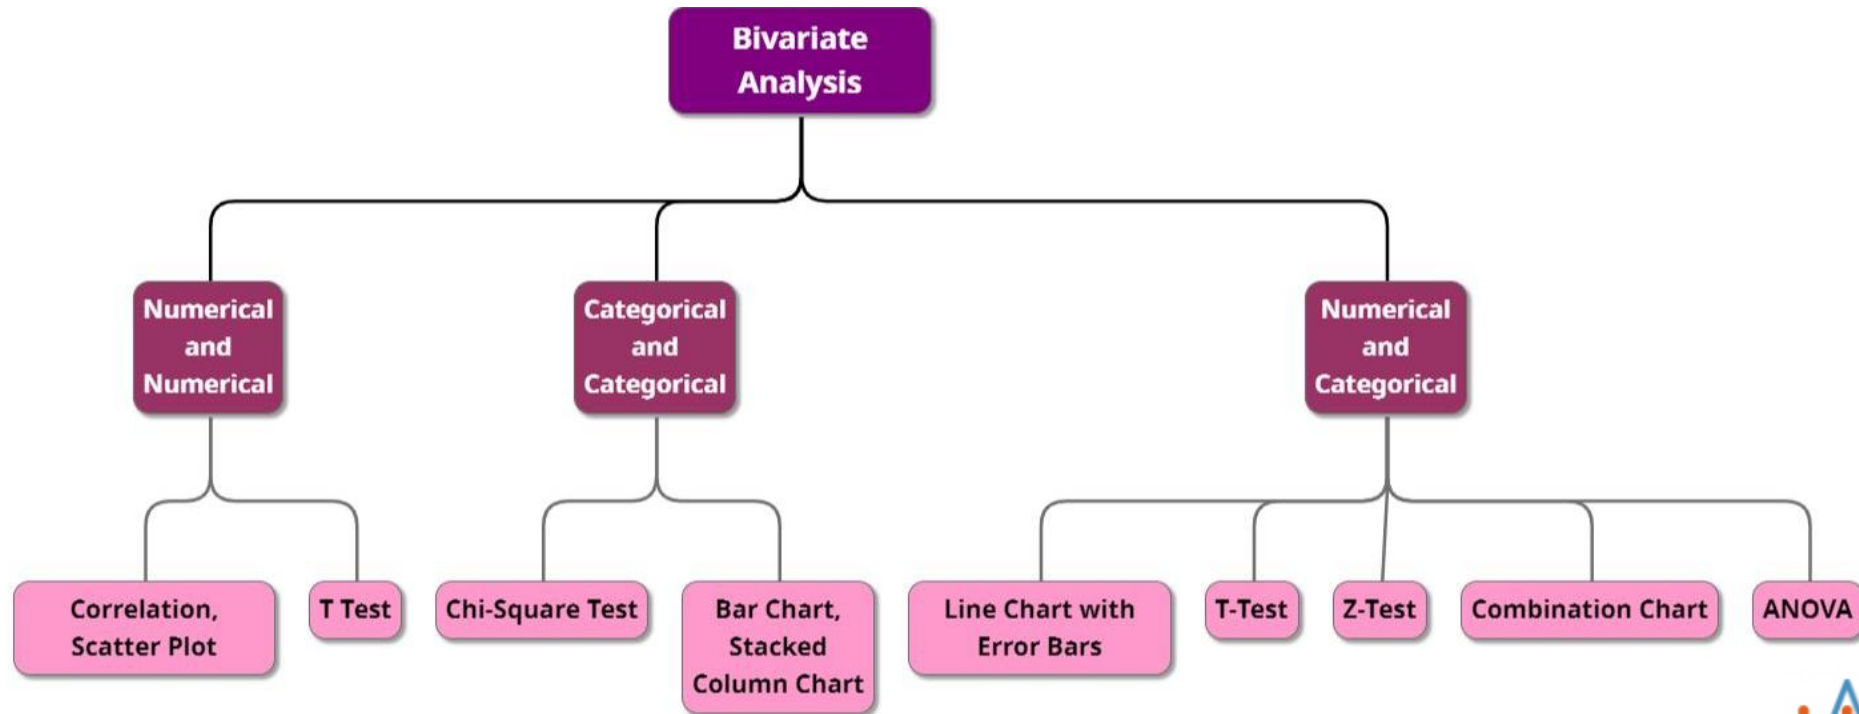 Bivariate
Analysis
Numerical
and
Numerical
Categorical
and
Categorical
Numerical
and
Categorical
Correlation,
Scatter Plot
T Test
Chi-Square Test
Bar Chart,
Stacked
Column Chart
Line Chart with
Error Bars
T-Test
Z-Test
Combination Chart
ANOVA